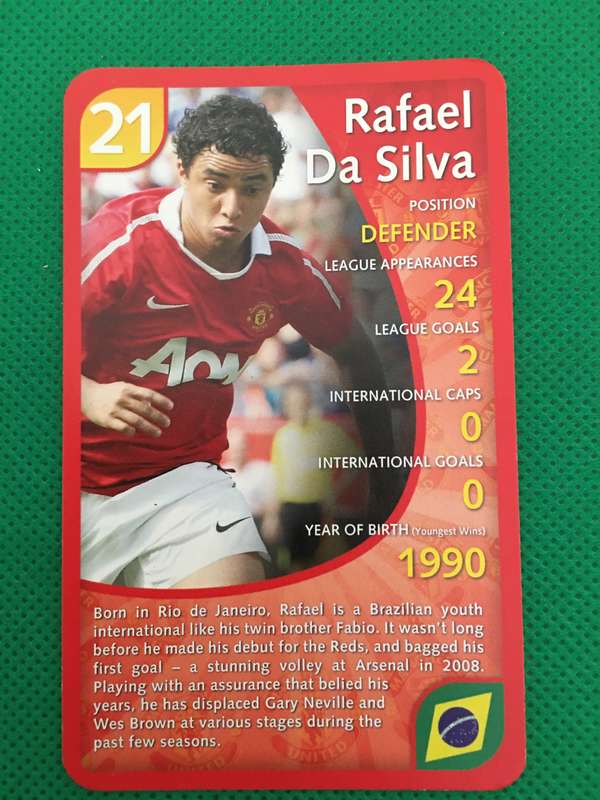 21
Rafael
Da Silva
POSITION
DEFENDER
LEAGUE APPEARANCES
24
LEAGUE GOALS
2
INTERNATIONAL CAPS
0
INTERNATIONAL GOALS
0
YEAR OF BIRTH (Youngest Wins)
1990
Aon
Born in Rio de Janeiro, Rafael is a Brazilian youth
international like his twin brother Fabio. It wasn't long
before he made his debut for the Reds, and bagged his
first goal – a stunning volley at Arsenal in 2008.
Playing with an assurance that belied his
years, he has displaced Gary Neville and
Wes Brown at various stages during the
past few seasons.
UNITED